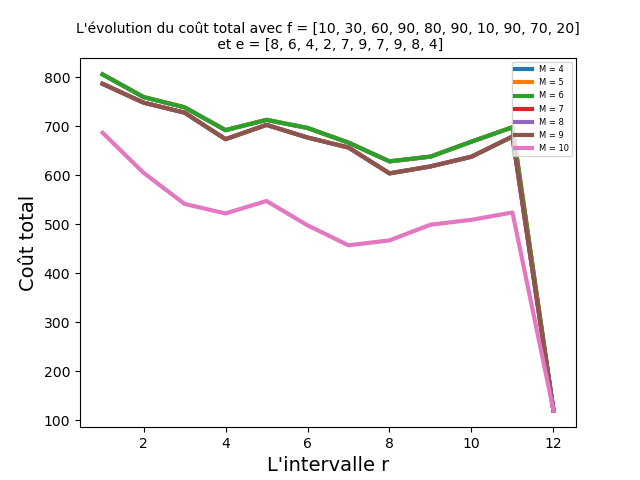 L'évolution du coût total avec f = [10, 30, 60, 90, 80, 90, 10, 90, 70, 20]
et e = [8, 6, 4, 2, 7, 9, 7, 9, 8, 4]
800
700
600
500
400
300
200
100
Coût total
M = 4
M = 5
M = 6
M = 7
M = 8
M = 9
M = 10
2 4 6 8 10 12
L'intervalle r